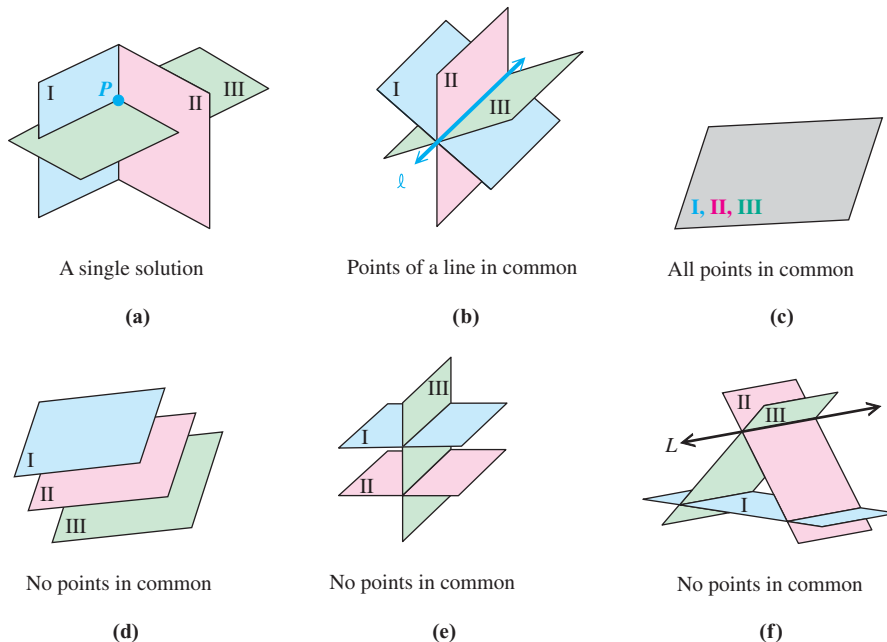 I
P
II
III
A single solution
(a)
I
II
III
ℓ
Points of a line in common
(b)
I, II, III
All points in common
(c)
I
II
III
No points in common
(d)
III
I
II
No points in common
(e)
II
III
L
I
No points in common
(f)